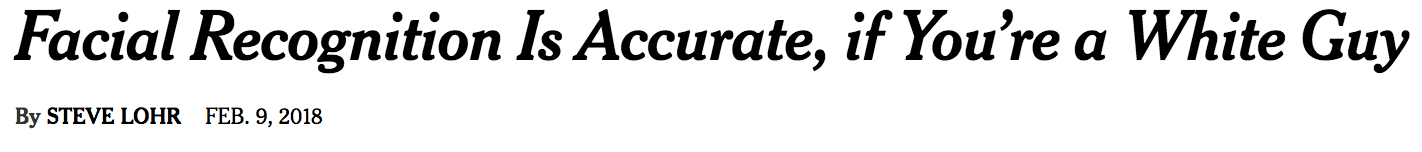 Facial Recognition Is Accurate, if You’re a White Guy
By STEVE LOHR FEB. 9, 2018